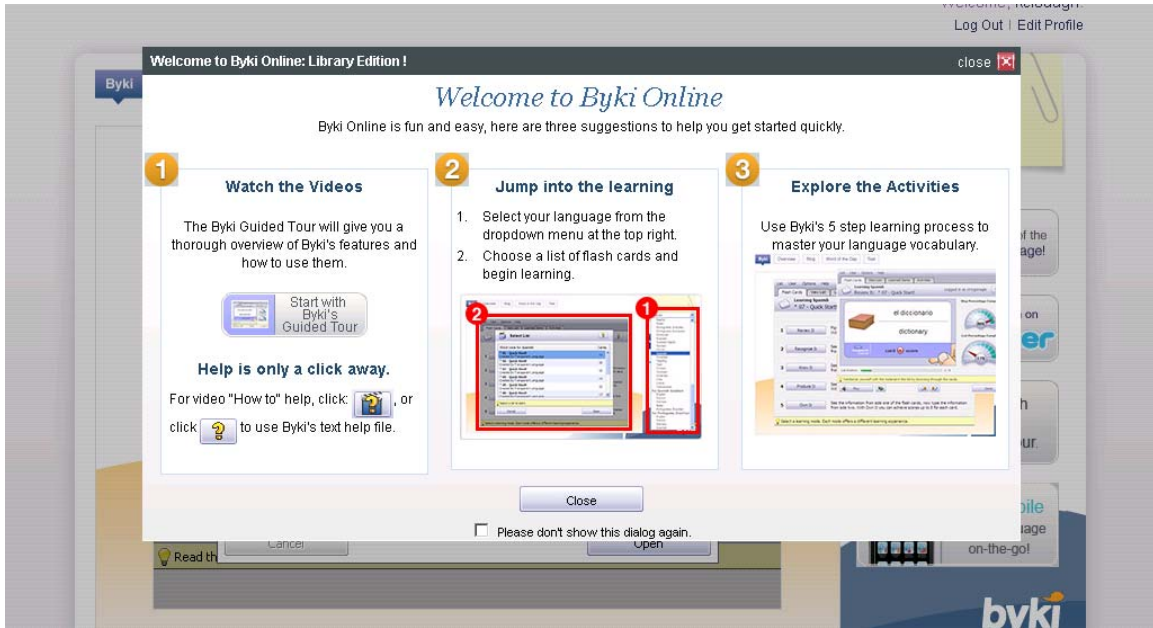 Log Out | Edit Profile
Welcome to Byki Online: Library Edition !
close
Byki
Welcome to Byki Online
Byki Online is fun and easy, here are three suggestions to help you get started quickly.
1
Watch the Videos
The Byki Guided Tour will give you a
thorough overview of Byki's features and
how to use them.
Start with
Byki's
Guided Tour
Help is only a click away.
For video "How to" help, click: , or
click to use Byki's text help file.
2
Jump into the learning
1. Select your language from the
dropdown menu at the top right.
2. Choose a list of flash cards and
begin learning.
2
Select List
1
3
Explore the Activities
Use Byki's 5 step learning process to
master your language vocabulary.
el diccionario
dictionary
Close
Please don't show this dialog again.
Cancel
Open
Read th
of the
age!
on
er
h
ur.
bile
uage
on-the-go!
byki